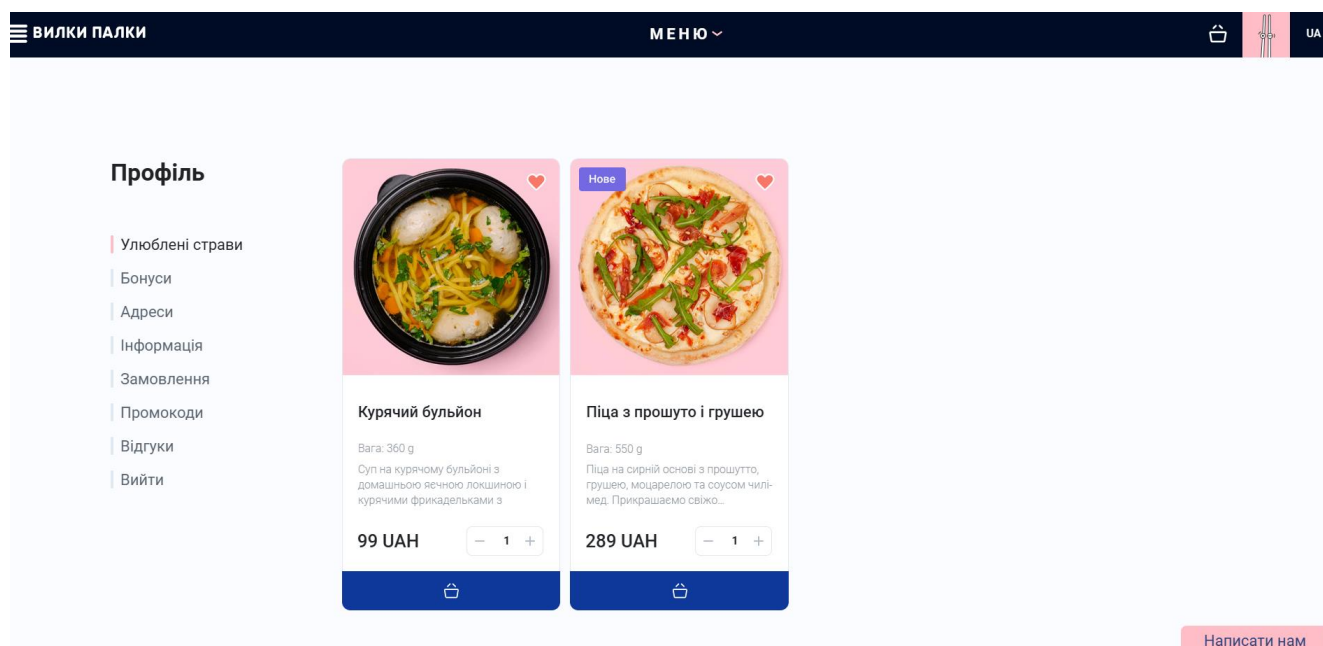 ВИЛКИ ПАЛКИ
МЕНЮ
UA
Профіль
Улюблені страви
Бонуси
Адреси
Інформація
Замовлення
Промокоди
Відгуки
Вийти
Курячий бульйон
Вага: 360 g
Суп на курячому бульйоні з
домашньою яєчною локшиною і
курячими фрикадельками з
99 UAH
− 1 +
Нове
Піца з прошуто і грушею
Вага: 550 g
Піца на сирній основі з прошутто,
грушею, моцарелою та соусом чилі-
мед. Прикрашаємо свіжо...
289 UAH
− 1 +
Написати нам